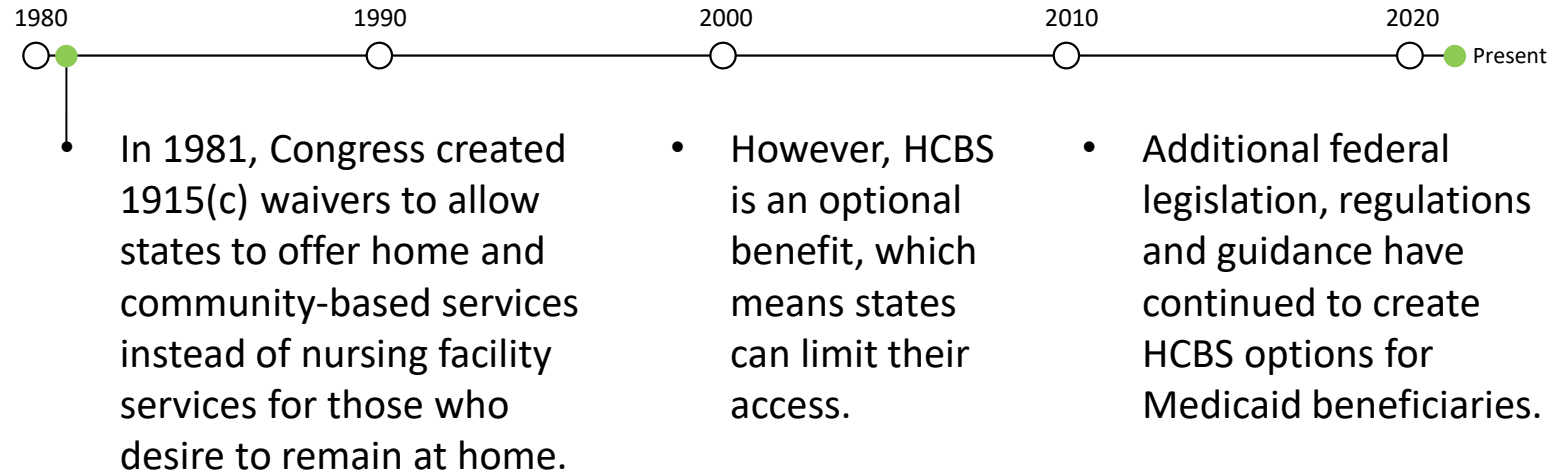 1980 1990 2000 2010 2020
Present
• In 1981, Congress created
1915(c) waivers to allow
states to offer home and
community-based services
instead of nursing facility
services for those who
desire to remain at home.
• However, HCBS
is an optional
benefit, which
means states
can limit their
access.
• Additional federal
legislation, regulations
and guidance have
continued to create
HCBS options for
Medicaid beneficiaries.